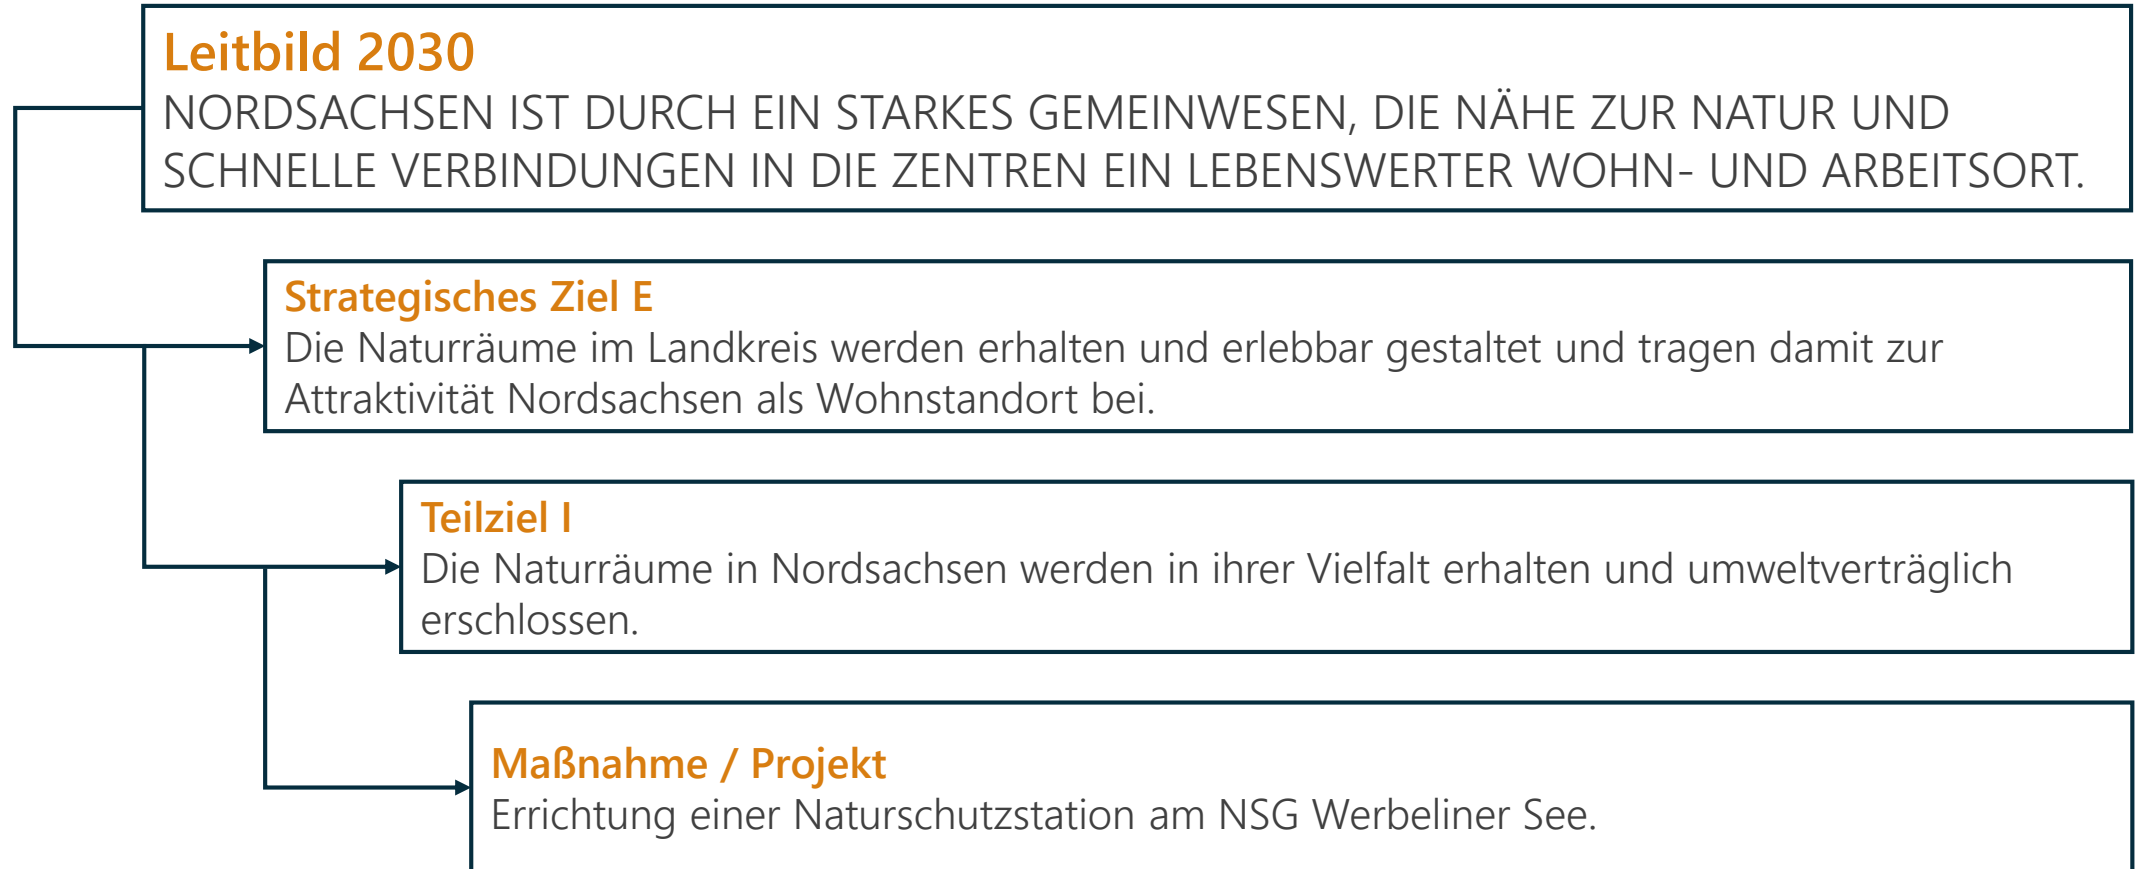 Leitbild 2030
NORDSACHSEN IST DURCH EIN STARKES GEMEINWESEN, DIE NÄHE ZUR NATUR UND
SCHNELLE VERBINDUNGEN IN DIE ZENTREN EIN LEBENSWERTER WOHN- UND ARBEITSORT.
Strategisches Ziel E
Die Naturräume im Landkreis werden erhalten und erlebbar gestaltet und tragen damit zur
Attraktivität Nordsachsen als Wohnstandort bei.
Teilziel I
Die Naturräume in Nordsachsen werden in ihrer Vielfalt erhalten und umweltverträglich
erschlossen.
Maßnahme / Projekt
Errichtung einer Naturschutzstation am NSG Werbeliner See.